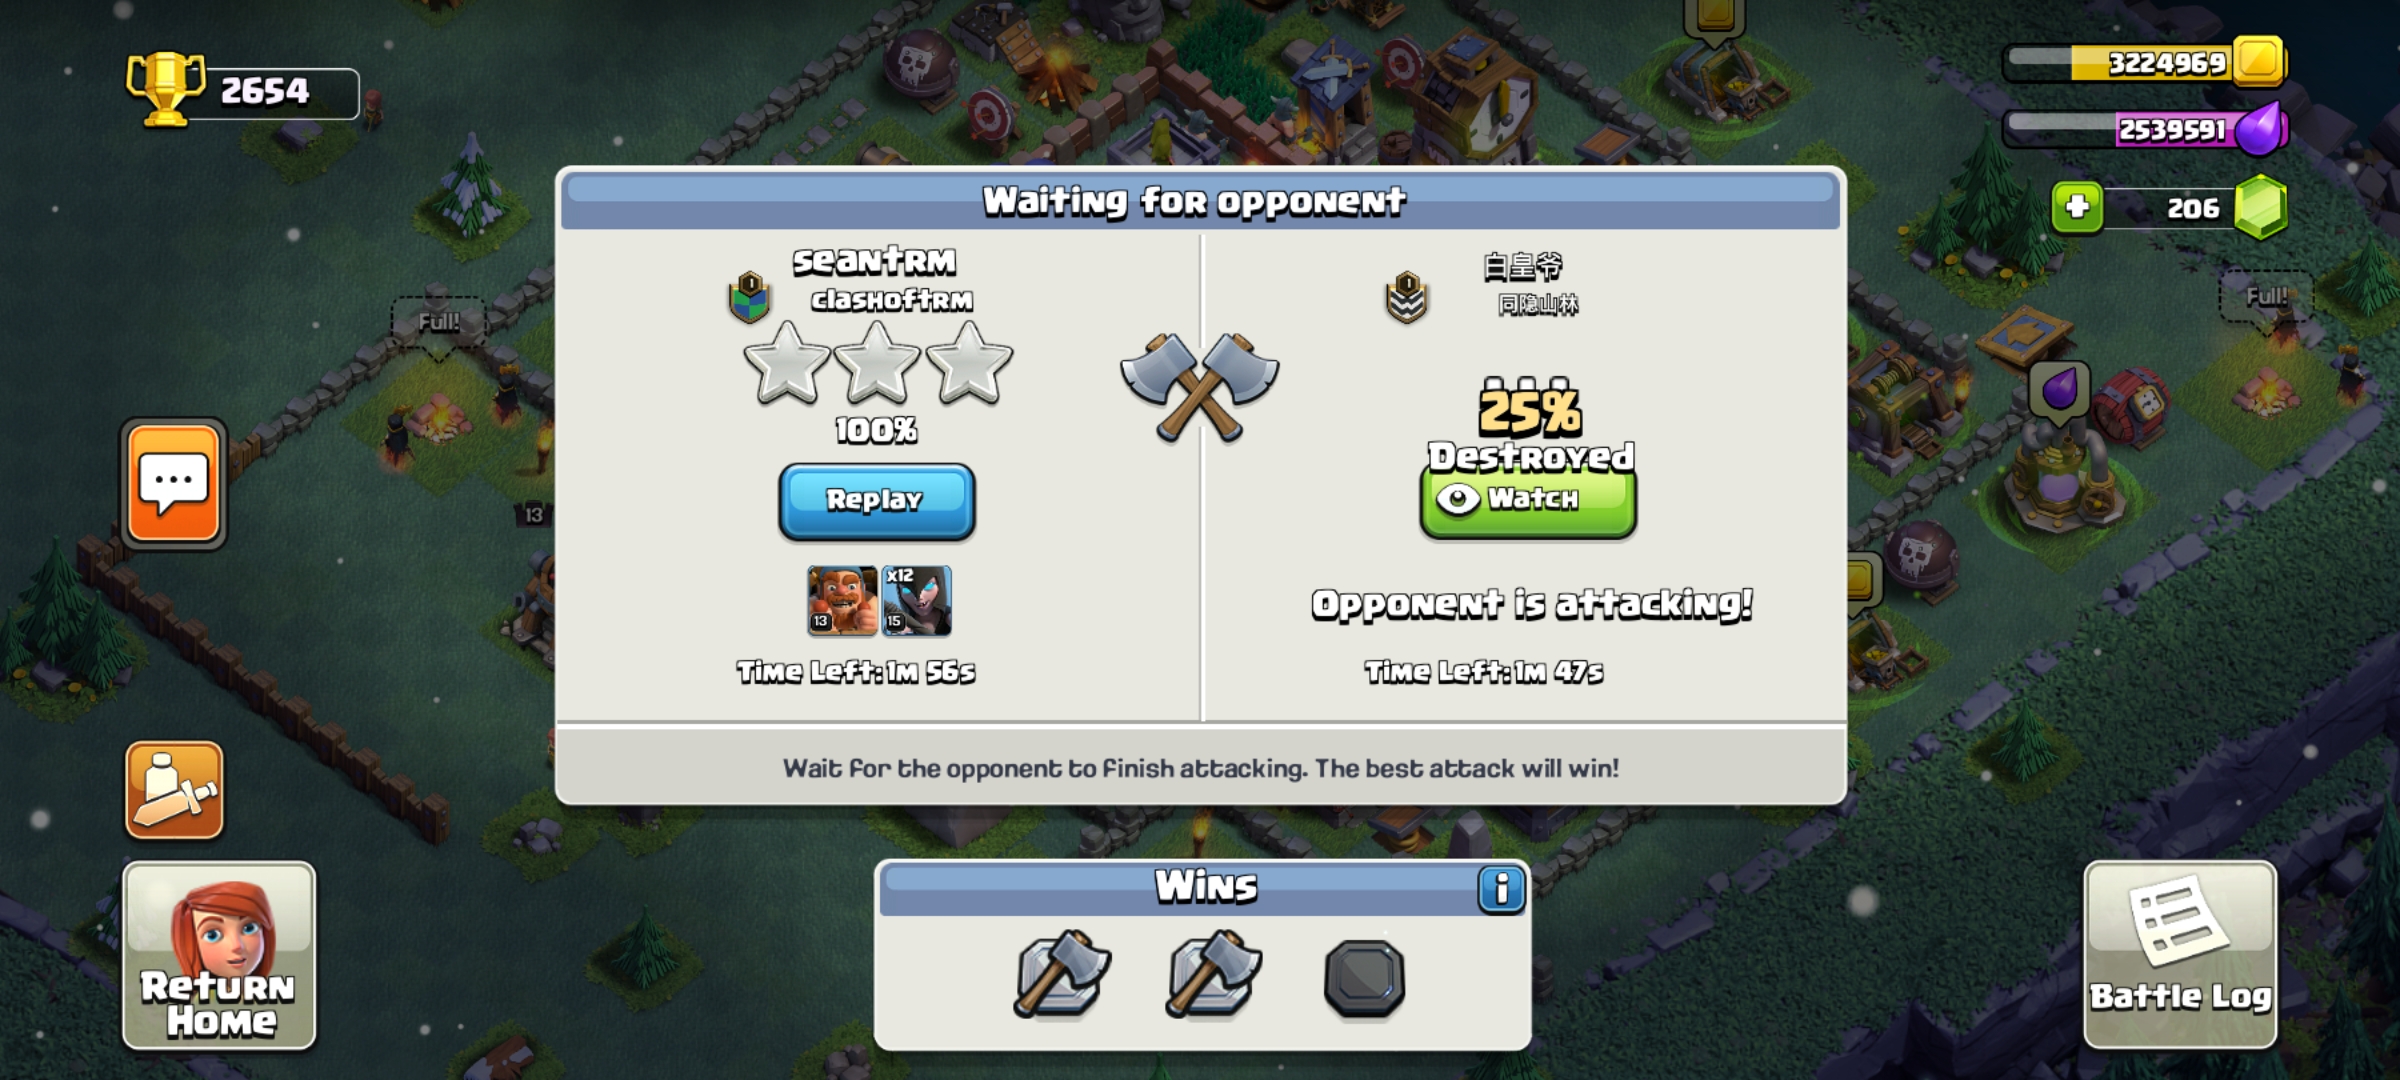 2654
3224969
2539591
206
Waiting for opponent
seantrm
clashoftrm
白皇爷
同隐山林
Full!
Full!
100%
25%
Destroyed
Replay
Watch
13
x12
13
15
Opponent is attacking!
Time Left:1m 56s
Time Left:1m 47s
Wait for the opponent to finish attacking. The best attack will win!
Wins
i
Return
Home
Battle Log